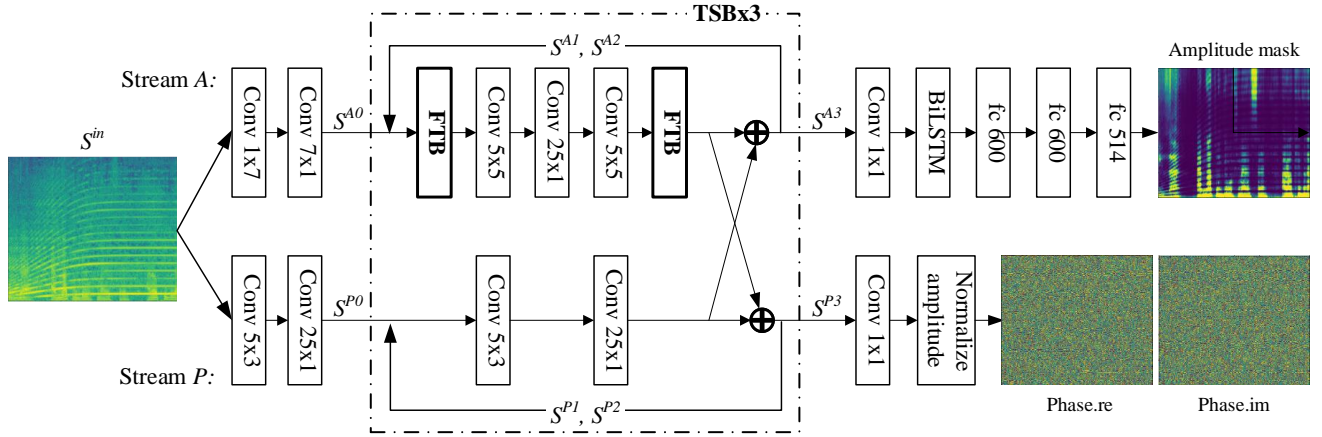 TSBx3
S^{A1}, S^{A2}
Amplitude mask
Stream A:
Conv 1x7
Conv 7x1
S^{A0}
FTB
Conv 5x5
Conv 25x1
Conv 5x5
FTB
S^{A3}
Conv 1x1
BiLSTM
fc 600
fc 600
fc 514
S^{in}
Conv 5x3
Conv 25x1
S^{P0}
Conv 5x3
Conv 25x1
S^{P3}
Conv 1x1
Normalize
amplitude
Stream P:
S^{P1}, S^{P2}
Phase.re
Phase.im